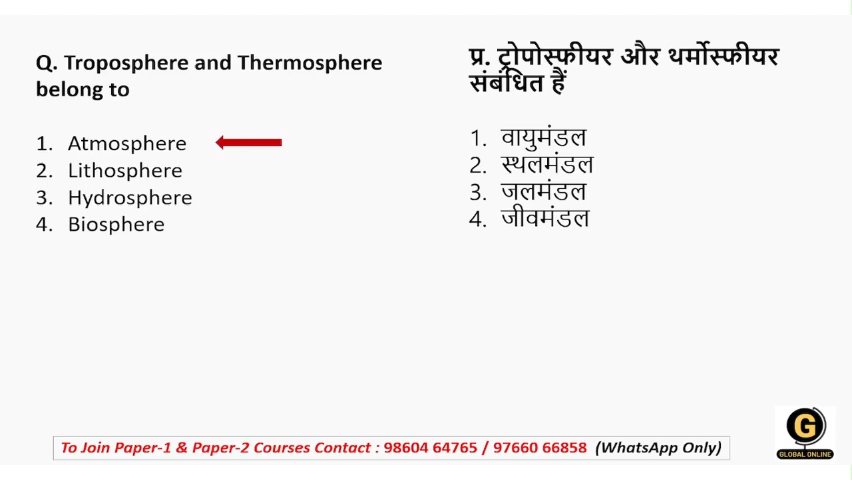 Q. Troposphere and Thermosphere
belong to
1. Atmosphere
2. Lithosphere
3. Hydrosphere
4. Biosphere
प्र. ट्रोपोस्फीयर और थर्मोस्फीयर
संबंधित हैं
1. वायुमंडल
2. स्थलमंडल
3. जलमंडल
4. जीवमंडल
To Join Paper-1 & Paper-2 Courses Contact : 98604 64765 / 97660 66858 (WhatsApp Only)
G
GLOBAL ONLINE